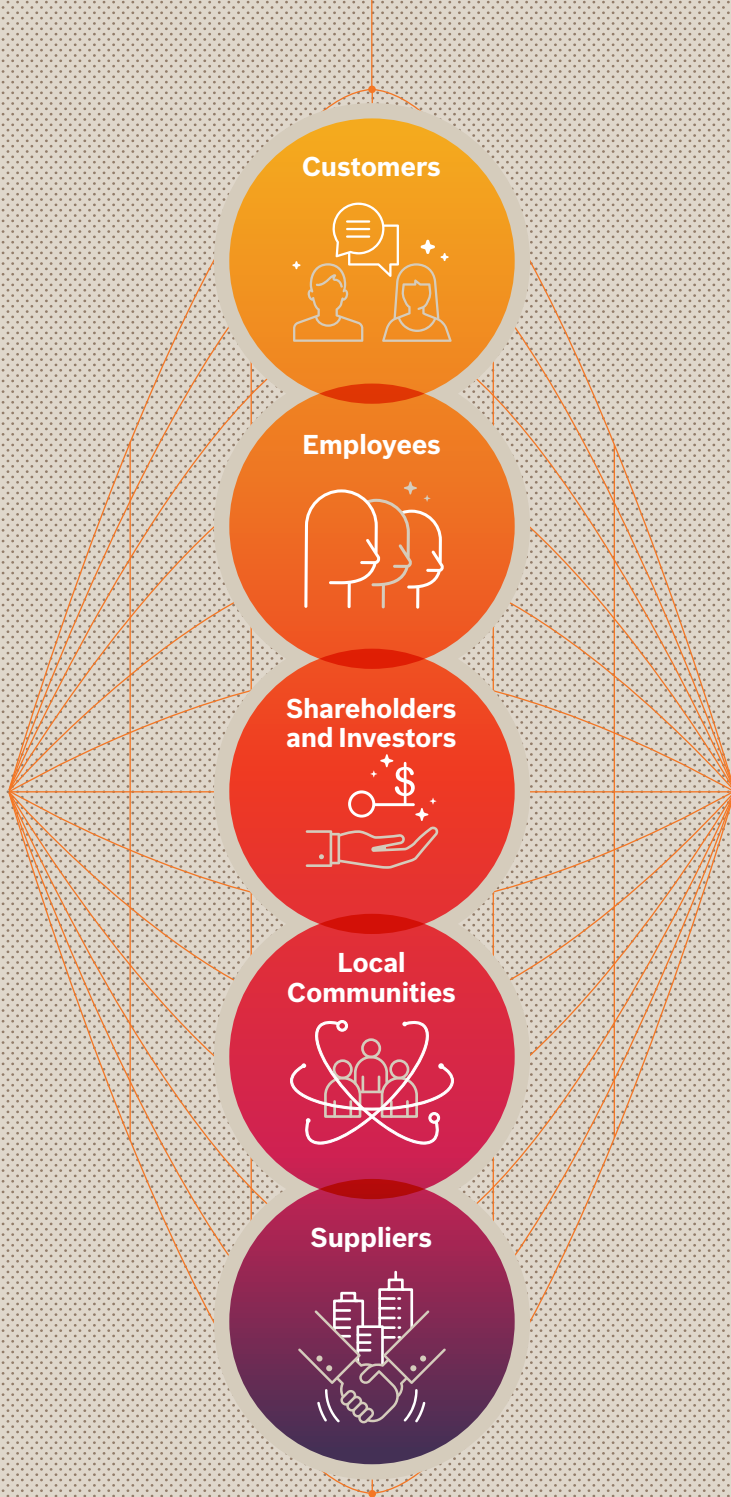 Customers
Employees
Shareholders
and Investors
$
Local
Communities
Suppliers